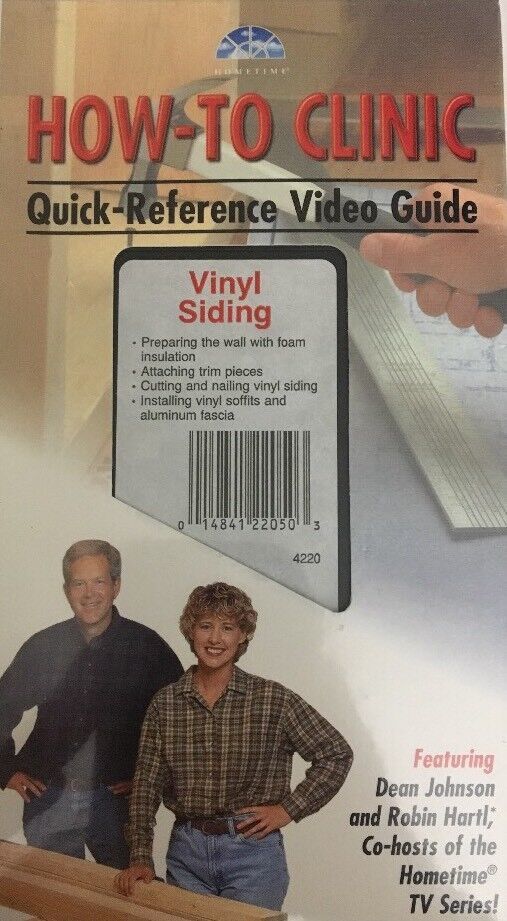 HOMETIME®
HOW-TO CLINIC
Quick-Reference Video Guide
Vinyl
Siding
• Preparing the wall with foam
insulation
• Attaching trim pieces
• Cutting and nailing vinyl siding
• Installing vinyl soffits and
aluminum fascia
0 14841 22050 3
4220
Featuring
Dean Johnson
and Robin Hartl,*
Co-hosts of the
Hometime®
TV Series!